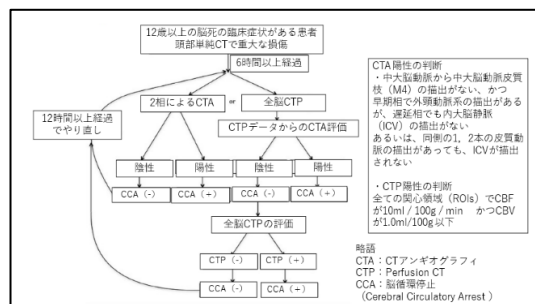 12歳以上の脳死の臨床症状がある患者
頭部単純CTで重大な損傷
6時間以上経過
12時間以上経過
でやり直し
2相によるCTA
or
全脳CTP
CTPデータからのCTA評価
陰性
陽性
陰性
陽性
CCA (-)
CCA (+)
CCA (-)
CCA (+)
全脳CTPの評価
CTP (-)
CTP (+)
CCA (-)
CCA (+)
CTA陽性の判断
・中大脳動脈から中大脳動脈皮質
枝（M4）の描出がない、かつ
早期相で外頸動脈系の描出がある
が、遅延相でも内大脳静脈
（ICV）の描出がない
あるいは、同側の1，2本の皮質動
脈の描出があっても、ICVが描出
されない
・CTP陽性の判断
全ての関心領域（ROIs）でCBF
が10ml / 100g / min　かつCBV
が1.0ml/100g以下
略語
CTA：CTアンギオグラフィ
CTP：Perfusion CT
CCA：脳循環停止
（Cerebral Circulatory Arrest ）